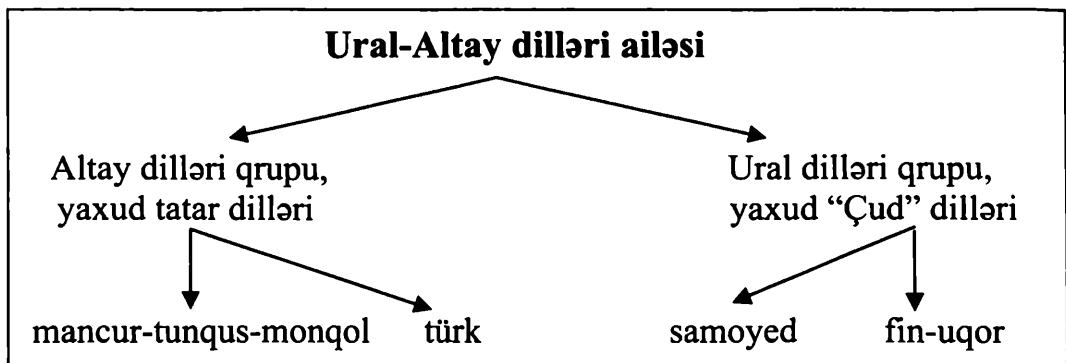 Ural-Altay dilləri ailəsi
Altay dilləri qrupu,
yaxud tatar dilləri
Ural dilləri qrupu,
yaxud “Çud” dilləri
mancur-tunqus-monqol türk samoyed fin-uqor